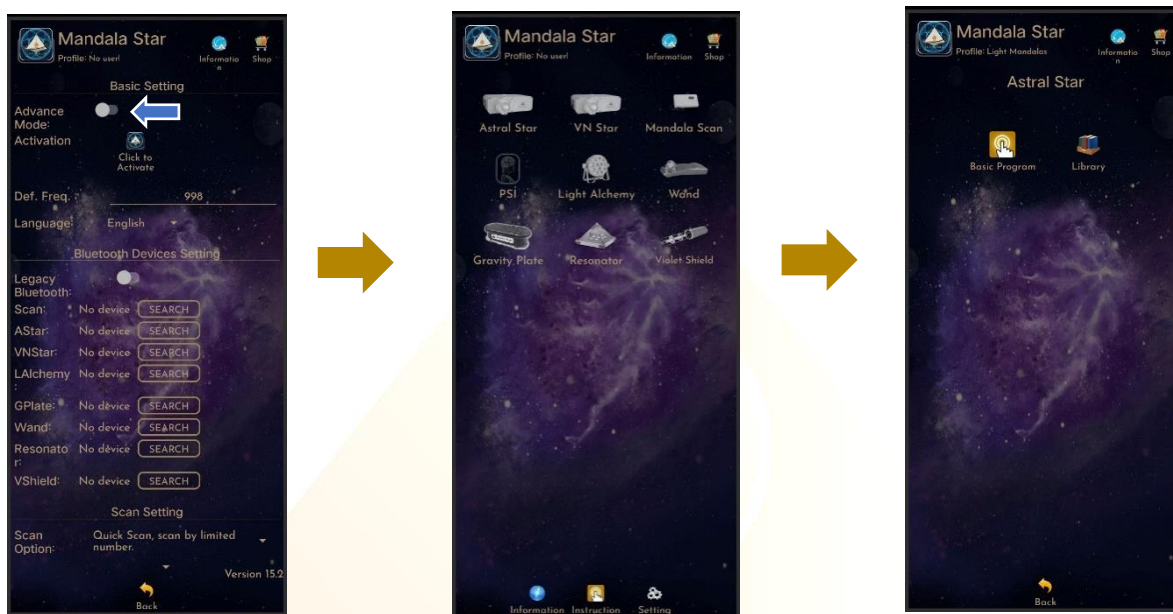 Mandala Star
Profile: No user!
Informatio
n
Shop
Basic Setting
Advance
Mode:
Activation
Click to
Activate
Def. Freq.
998
Language:
English
Bluetooth Devices Setting
Legacy
Bluetooth:
Scan: No device SEARCH
AStar: No device SEARCH
VNStar: No device SEARCH
LAlchemy No device SEARCH
:
GPlate: No device SEARCH
Wand: No device SEARCH
Resonato No device SEARCH
r:
VShield: No device SEARCH
Scan Setting
Scan
Option:
Quick Scan, scan by limited
number.
Version 15.2
Back
Mandala Star
Profile: No user!
Information Shop
Astral Star VN Star Mandala Scan
PSI Light Alchemy Wand
Gravity Plate Resonator Violet Shield
Information Instruction Setting
Mandala Star
Profile: Light Mandalas
Informatio
n
Shop
Astral Star
Basic Program Library
Back